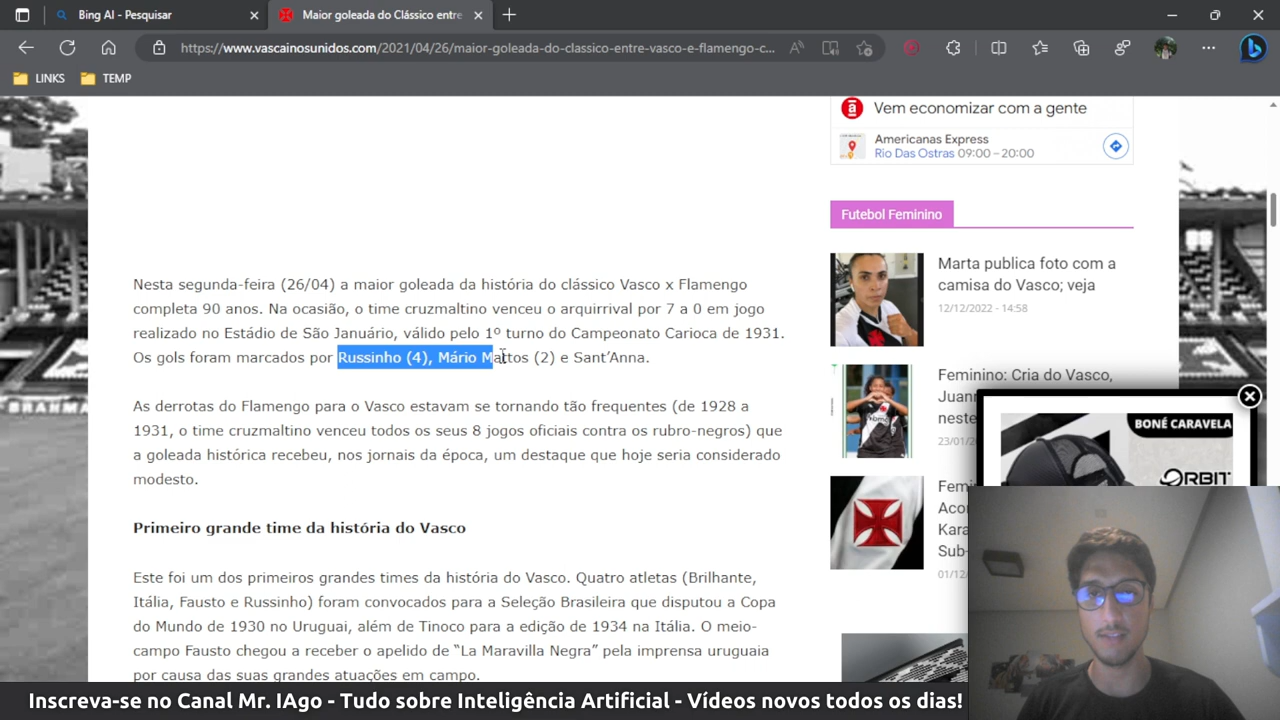 Bing AI - Pesquisar
Maior goleada do Clássico entre
https://www.vascainosunidos.com/2021/04/26/maior-goleada-do-classico-entre-vasco-e-flamengo-c...
LINKS
TEMP
Vem economizar com a gente
Americanas Express
Rio Das Ostras 09:00 – 20:00
Futebol Feminino
Marta publica foto com a
camisa do Vasco; veja
12/12/2022 - 14:58
Feminino: Cria do Vasco,
Nesta segunda-feira (26/04) a maior goleada da história do clássico Vasco x Flamengo
completa 90 anos. Na ocasião, o time cruzmaltino venceu o arquirrival por 7 a 0 em jogo
realizado no Estádio de São Januário, válido pelo 1º turno do Campeonato Carioca de 1931.
Os gols foram marcados por Russinho (4), Mário Mattos (2) e Sant’Anna.
As derrotas do Flamengo para o Vasco estavam se tornando tão frequentes (de 1928 a
1931, o time cruzmaltino venceu todos os seus 8 jogos oficiais contra os rubro-negros) que
a goleada histórica recebeu, nos jornais da época, um destaque que hoje seria considerado
modesto.
Primeiro grande time da história do Vasco
Este foi um dos primeiros grandes times da história do Vasco. Quatro atletas (Brilhante,
Itália, Fausto e Russinho) foram convocados para a Seleção Brasileira que disputou a Copa
do Mundo de 1930 no Uruguai, além de Tinoco para a edição de 1934 na Itália. O meio-
campo Fausto chegou a receber o apelido de “La Maravilla Negra” pela imprensa uruguaia
por causa das suas grandes atuações em campo.
BONÉ CARAVELA
ORBIT
Inscreva-se no Canal Mr. IAgo - Tudo sobre Inteligência Artificial - Vídeos novos todos os dias!